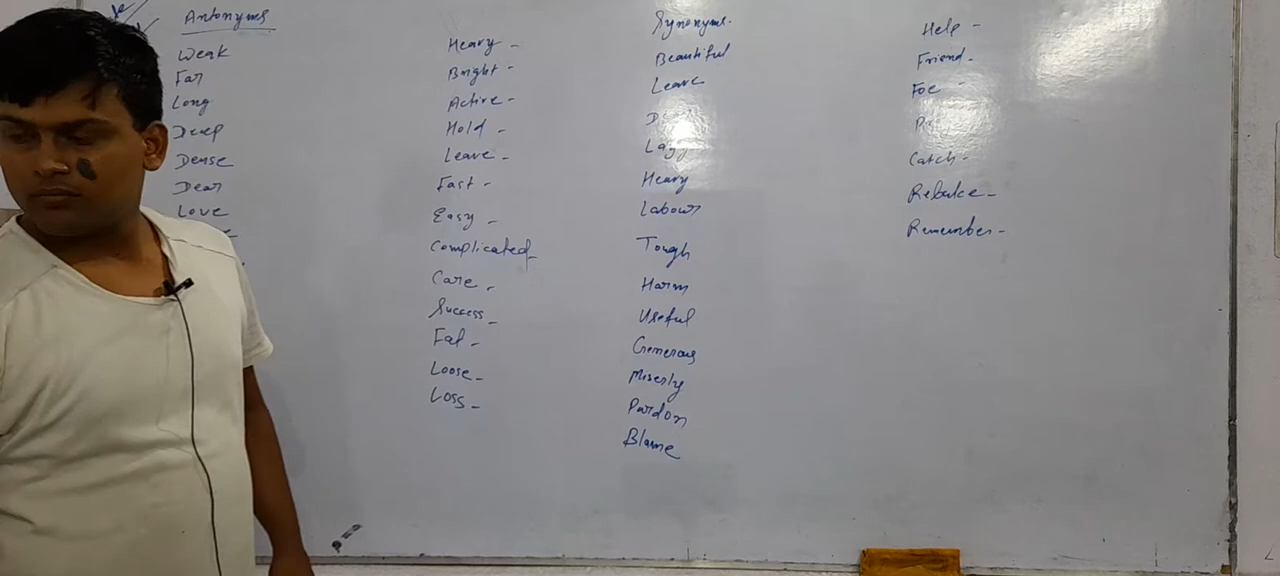 Antonyms
Weak
Far
Long
Deep
Dense
Dear
Love
Heavy -
Bright -
Active -
Hold -
Leave -
Fast -
Easy -
Complicated -
Care -
Success -
Fat -
Loose -
Loss -
Synonyms.
Beautiful
Leave
Lazy
Heavy
Labour
Tough
Harm
Useful
Generous
Miserly
Pardon
Blame
Help -
Friend -
Foe -
Catch -
Rebuke -
Remember -